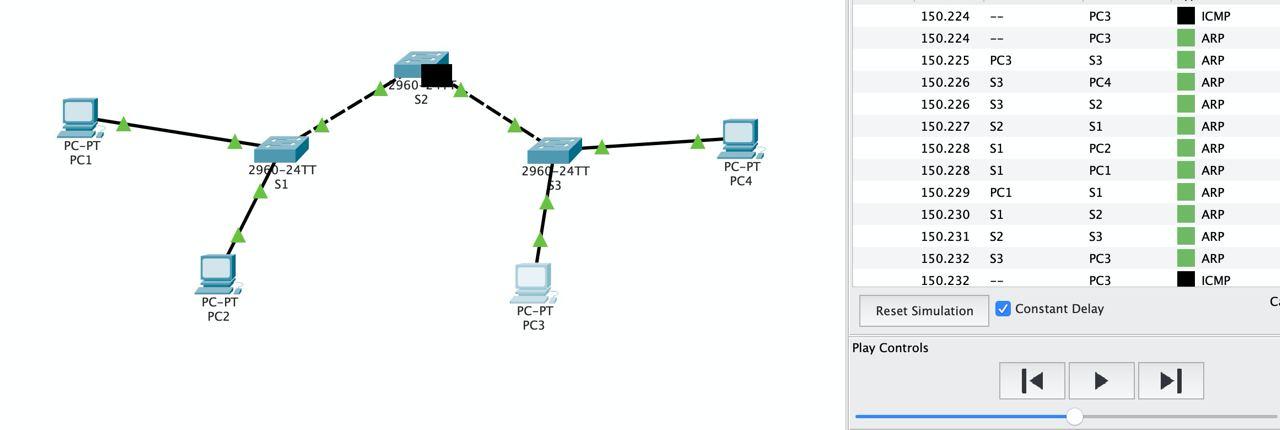 2960-24TT
S2
PC-PT
PC1
2960-24TT
S1
2960-24TT
S3
PC-PT
PC4
PC-PT
PC2
PC-PT
PC3
150.224 -- PC3 ICMP
150.224 -- PC3 ARP
150.225 PC3 S3 ARP
150.226 S3 PC4 ARP
150.226 S3 S2 ARP
150.227 S2 S1 ARP
150.228 S1 PC2 ARP
150.228 S1 PC1 ARP
150.229 PC1 S1 ARP
150.230 S1 S2 ARP
150.231 S2 S3 ARP
150.232 S3 PC3 ARP
150.232 -- PC3 ICMP
Reset Simulation Constant Delay
Play Controls